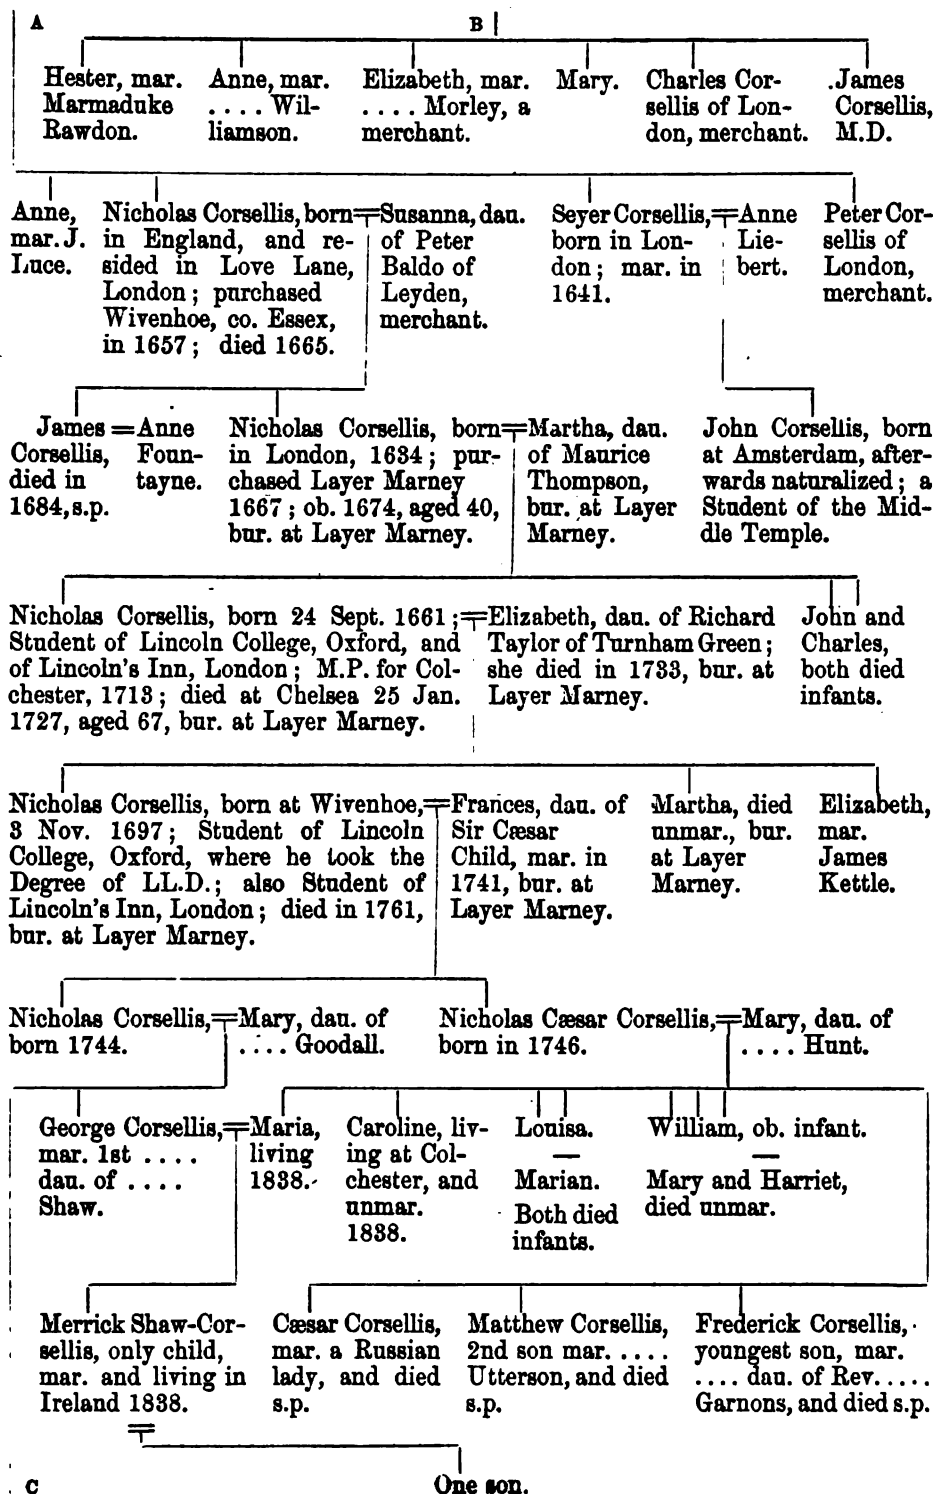 A
B
Hester, mar.
Marmaduke
Rawdon.
Anne, mar.
. . . . Wil-
liamson.
Elizabeth, mar.
. . . . Morley, a
merchant.
Mary.
Charles Cor-
sellis of Lon-
don, merchant.
James
Corsellis,
M.D.
Anne,
mar. J.
Luce.
Nicholas Corsellis, born
in England, and re-
sided in Love Lane,
London ; purchased
Wivenhoe, co. Essex,
in 1657 ; died 1665.
Susanna, dau.
of Peter
Baldo of
Leyden,
merchant.
Seyer Corsellis,
born in Lon-
don ; mar. in
1641.
Anne
Lie-
bert.
Peter Cor-
sellis of
London,
merchant.
James
Corsellis,
died in
1684, s.p.
Anne
Foun-
tayne.
Nicholas Corsellis, born
in London, 1634 ; pur-
chased Layer Marney
1667 ; ob. 1674, aged 40,
bur. at Layer Marney.
Martha, dau.
of Maurice
Thompson,
bur. at Layer
Marney.
John Corsellis, born
at Amsterdam, after-
wards naturalized ; a
Student of the Mid-
dle Temple.
Nicholas Corsellis, born 24 Sept. 1661 ;
Student of Lincoln College, Oxford, and
of Lincoln's Inn, London ; M.P. for Col-
chester, 1713 ; died at Chelsea 25 Jan.
1727, aged 67, bur. at Layer Marney.
Elizabeth, dau. of Richard
Taylor of Turnham Green ;
she died in 1733, bur. at
Layer Marney.
John and
Charles,
both died
infants.
Nicholas Corsellis, born at Wivenhoe,
3 Nov. 1697 ; Student of Lincoln
College, Oxford, where he took the
Degree of LL.D. ; also Student of
Lincoln's Inn, London ; died in 1761,
bur. at Layer Marney.
Frances, dau. of
Sir Cæsar
Child, mar. in
1741, bur. at
Layer Marney.
Martha, died
unmar., bur.
at Layer
Marney.
Elizabeth,
mar.
James
Kettle.
Nicholas Corsellis,
born 1744.
Mary, dau. of
. . . . Goodall.
Nicholas Cæsar Corsellis,
born in 1746.
Mary, dau. of
. . . . Hunt.
George Corsellis,
mar. 1st . . . .
dau. of . . . .
Shaw.
Maria,
living
1838.
Caroline, liv-
ing at Col-
chester, and
unmar.
1838.
Louisa.
—
Marian.
Both died
infants.
William, ob. infant.
—
Mary and Harriet,
died unmar.
Merrick Shaw-Cor-
sellis, only child,
mar. and living in
Ireland 1838.
Cæsar Corsellis,
mar. a Russian
lady, and died
s.p.
Matthew Corsellis,
2nd son mar. . . . .
Utterson, and died
s.p.
Frederick Corsellis,
youngest son, mar.
. . . . dau. of Rev. . . . .
Garnons, and died s.p.
C
One son.